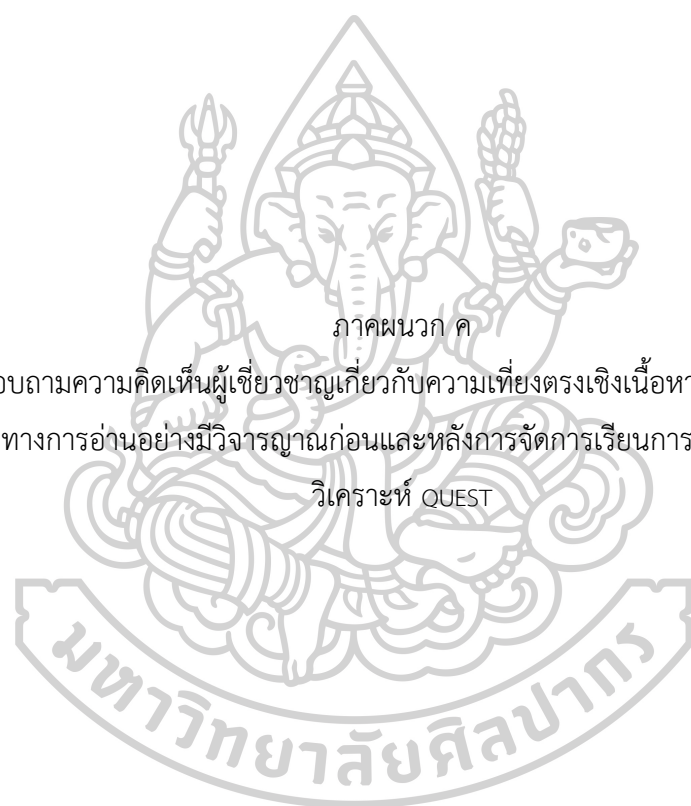 ภาคผนวก ค
อบถามความคิดเห็นผู้เชี่ยวชาญเกี่ยวกับความเที่ยงตรงเชิงเนื้อหา
ทางการอ่านอย่างมีวิจารญาณก่อนและหลังการจัดการเรียนการ
วิเคราะห์ QUEST
มหาวิทยาลัยศิลปากร